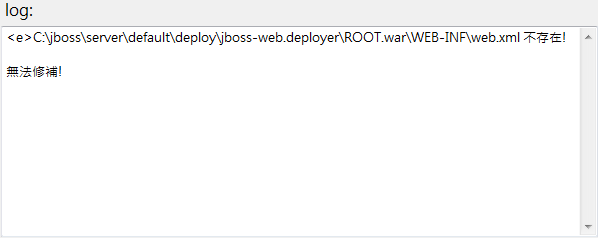 log:
<e>C:\jboss\server\default\deploy\jboss-web.deployer\ROOT.war\WEB-INF\web.xml 不存在!
無法修補!